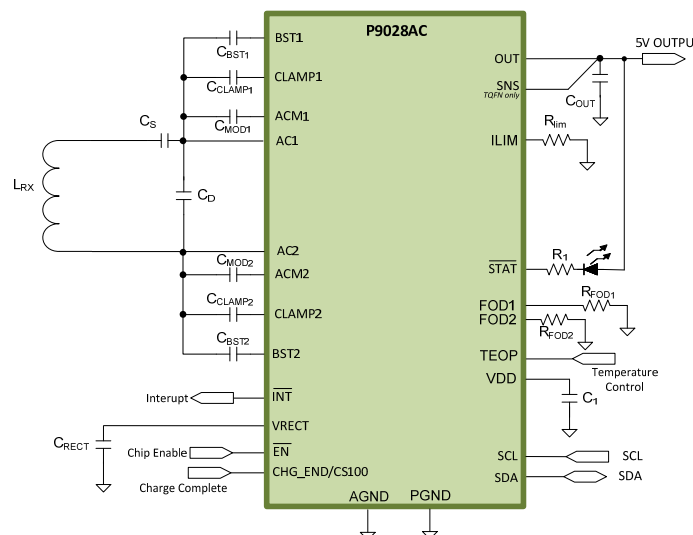 P9028AC
BST1
CLAMP1
ACM1
AC1
AC2
ACM2
CLAMP2
BST2
INT
VRECT
EN
CHG_END/CS100
AGND
PGND
OUT
SNS
TQFN only
ILIM
STAT
FOD1
FOD2
TEOP
VDD
SCL
SDA
CBST1
CCLAMP1
CMOD1
CS
LRX
CD
CMOD2
CCLAMP2
CBST2
Interupt
CRECT
Chip Enable
Charge Complete
5V OUTPU
COUT
Rlim
R1
RFOD1
RFOD2
Temperature
Control
C1
SCL
SDA